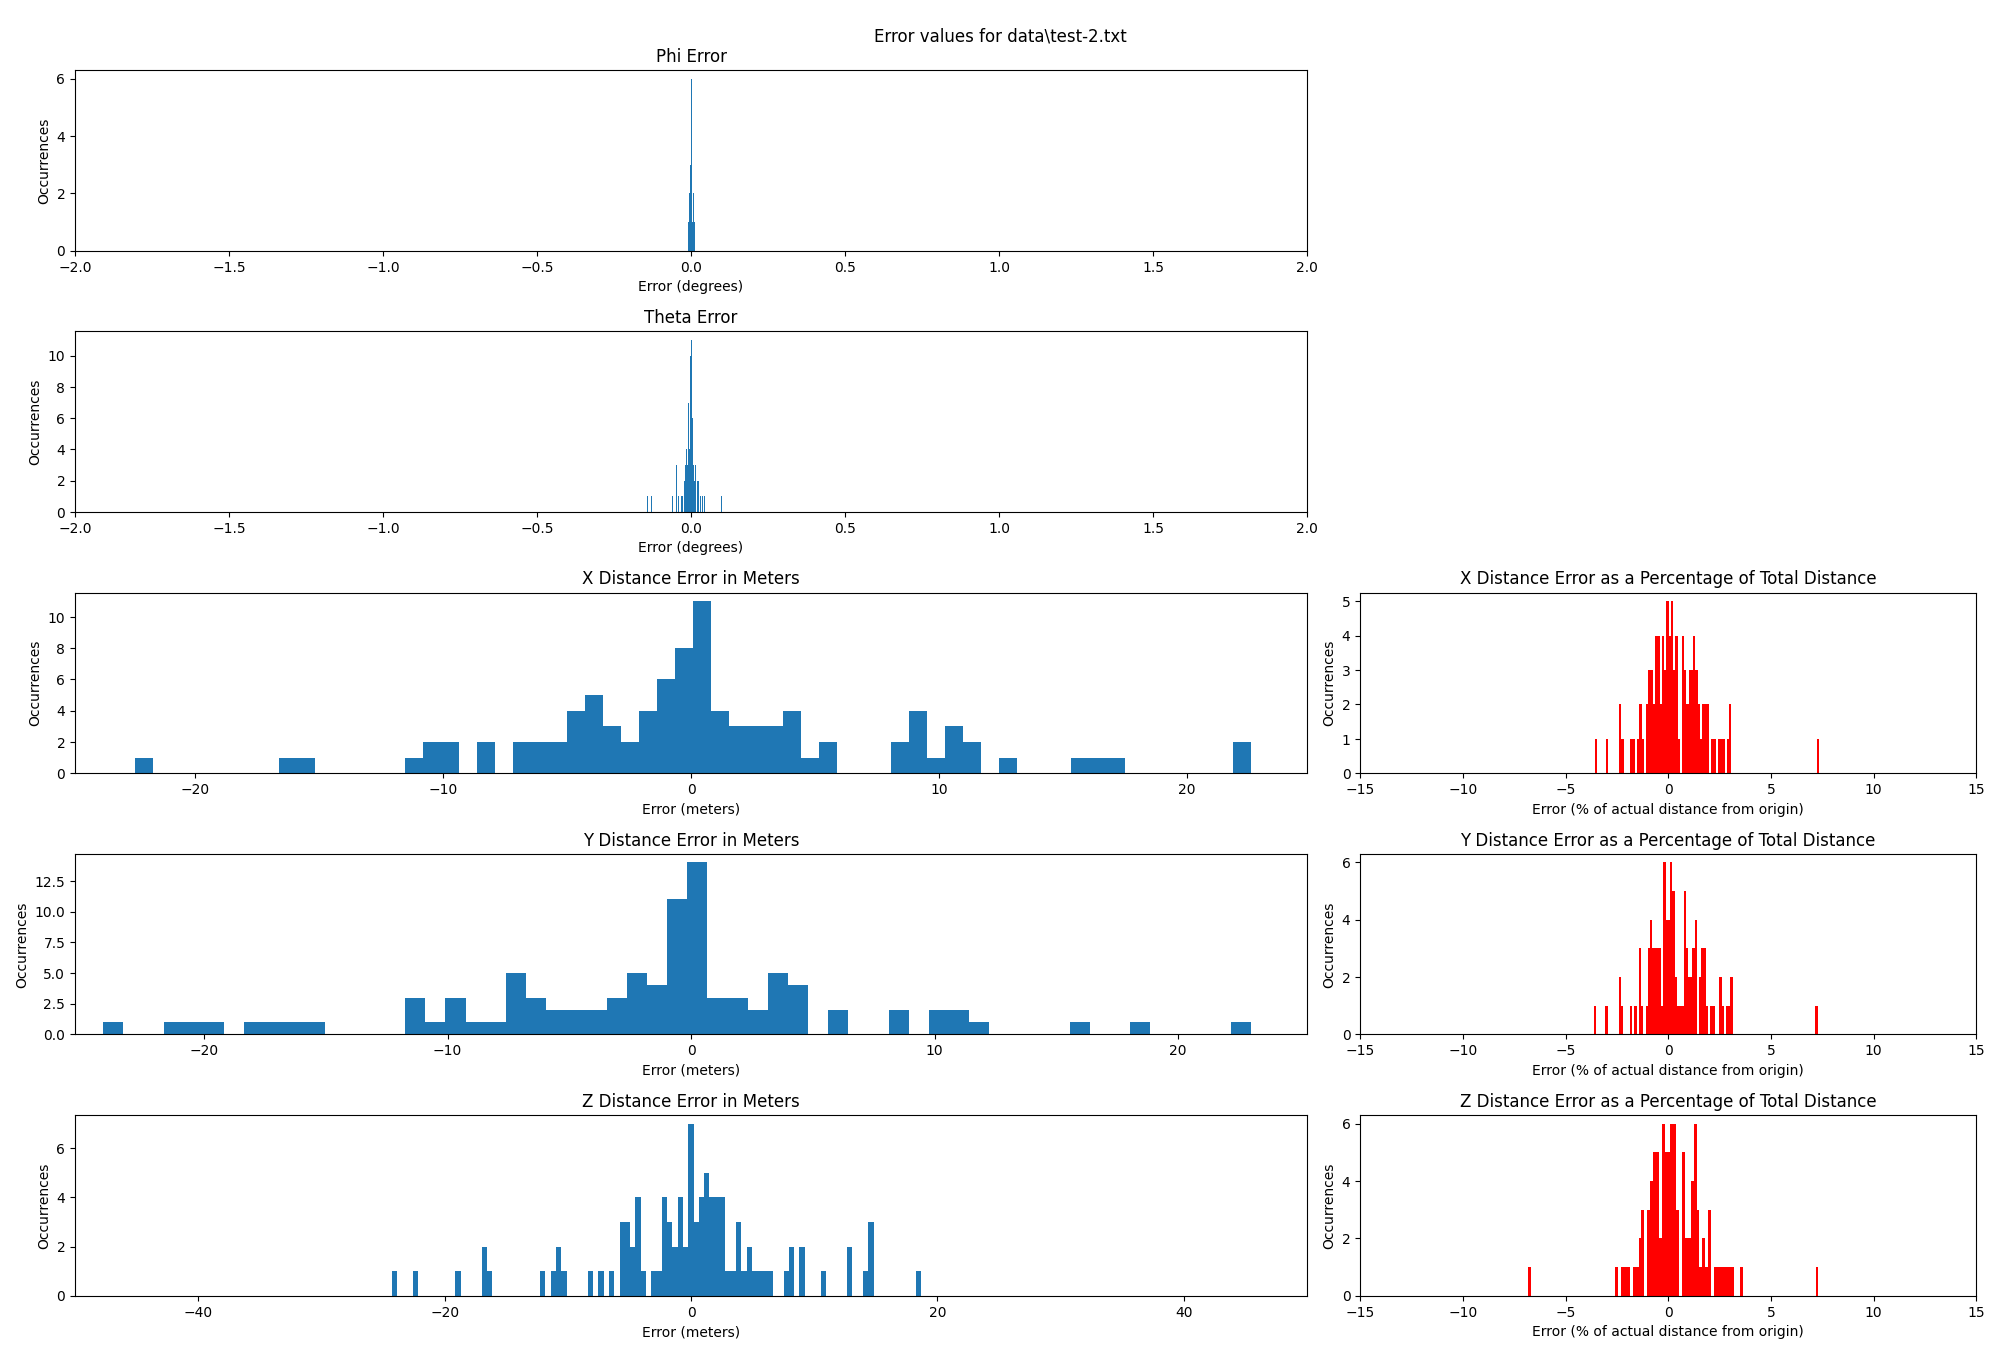 Error values for data\test-2.txt
Phi Error
6
4
2
0
Occurrences
−2.0 −1.5 −1.0 −0.5 0.0 0.5 1.0 1.5 2.0
Error (degrees)
Theta Error
10
8
6
4
2
0
Occurrences
−2.0 −1.5 −1.0 −0.5 0.0 0.5 1.0 1.5 2.0
Error (degrees)
X Distance Error in Meters
10
8
6
4
2
0
Occurrences
−20 −10 0 10 20
Error (meters)
X Distance Error as a Percentage of Total Distance
5
4
3
2
1
0
Occurrences
−15 −10 −5 0 5 10 15
Error (% of actual distance from origin)
Y Distance Error in Meters
12.5
10.0
7.5
5.0
2.5
0.0
Occurrences
−20 −10 0 10 20
Error (meters)
Y Distance Error as a Percentage of Total Distance
6
4
2
0
Occurrences
−15 −10 −5 0 5 10 15
Error (% of actual distance from origin)
Z Distance Error in Meters
6
4
2
0
Occurrences
−40 −20 0 20 40
Error (meters)
Z Distance Error as a Percentage of Total Distance
6
4
2
0
Occurrences
−15 −10 −5 0 5 10 15
Error (% of actual distance from origin)